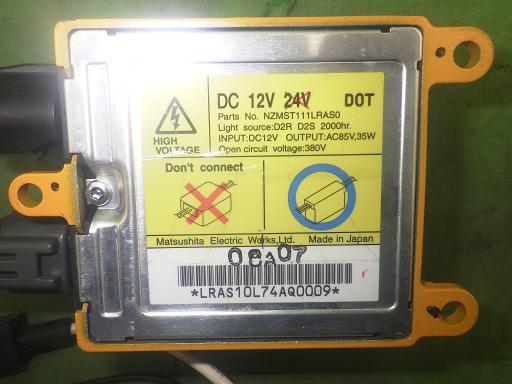 DC 12V 24V DOT
Parts No. NZMST111LRAS0
Light source:D2R D2S 2000hr.
INPUT:DC12V OUTPUT:AC85V,35W
Open circuit voltage:380V
HIGH
VOLTAGE
Don't connect
Matsushita Electric Works,Ltd. Made in Japan
*LRAS10L74AQ0009*